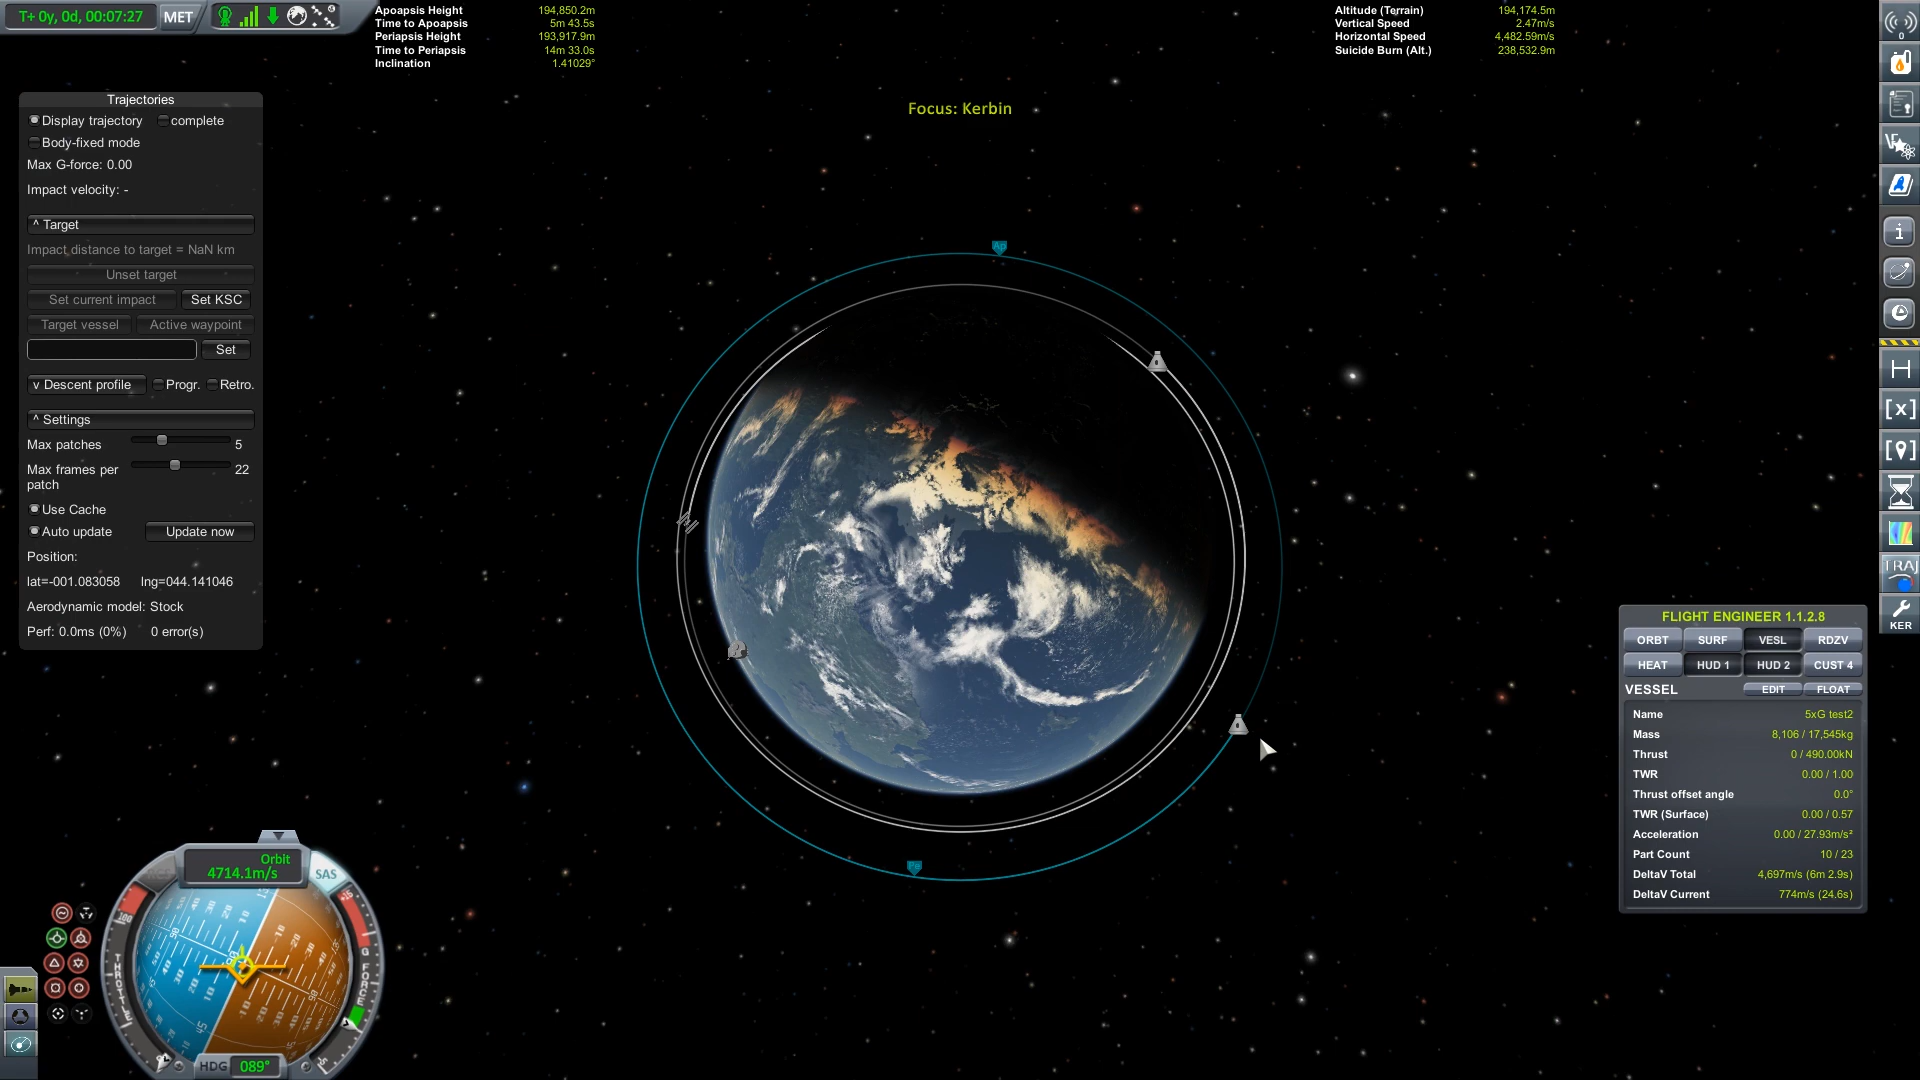 T+ 0y, 0d, 00:07:27
MET
Apoapsis Height 194,850.2m
Time to Apoapsis 5m 43.5s
Periapsis Height 193,917.9m
Time to Periapsis 14m 33.0s
Inclination 1.41029°
Altitude (Terrain) 194,174.5m
Vertical Speed 2.47m/s
Horizontal Speed 4,482.59m/s
Suicide Burn (Alt.) 238,532.9m
0
Focus: Kerbin
Trajectories
Display trajectory complete
Body-fixed mode
Max G-force: 0.00
Impact velocity: -
^ Target
Impact distance to target = NaN km
Unset target
Set current impact Set KSC
Target vessel Active waypoint
Set
v Descent profile Progr. Retro.
^ Settings
Max patches 5
Max frames per patch 22
Use Cache
Auto update Update now
Position:
lat=-001.083058 lng=044.141046
Aerodynamic model: Stock
Perf: 0.0ms (0%) 0 error(s)
Ap
Pe
[x]
TRAJ
KER
FLIGHT ENGINEER 1.1.2.8
ORBT SURF VESL RDZV
HEAT HUD 1 HUD 2 CUST 4
VESSEL EDIT FLOAT
Name 5xG test2
Mass 8,106 / 17,545kg
Thrust 0 / 490.00kN
TWR 0.00 / 1.00
Thrust offset angle 0.0°
TWR (Surface) 0.00 / 0.57
Acceleration 0.00 / 27.93m/s²
Part Count 10 / 23
DeltaV Total 4,697m/s (6m 2.9s)
DeltaV Current 774m/s (24.6s)
Orbit
4714.1m/s
SAS
THROTTLE
G FORCE
HDG 089°